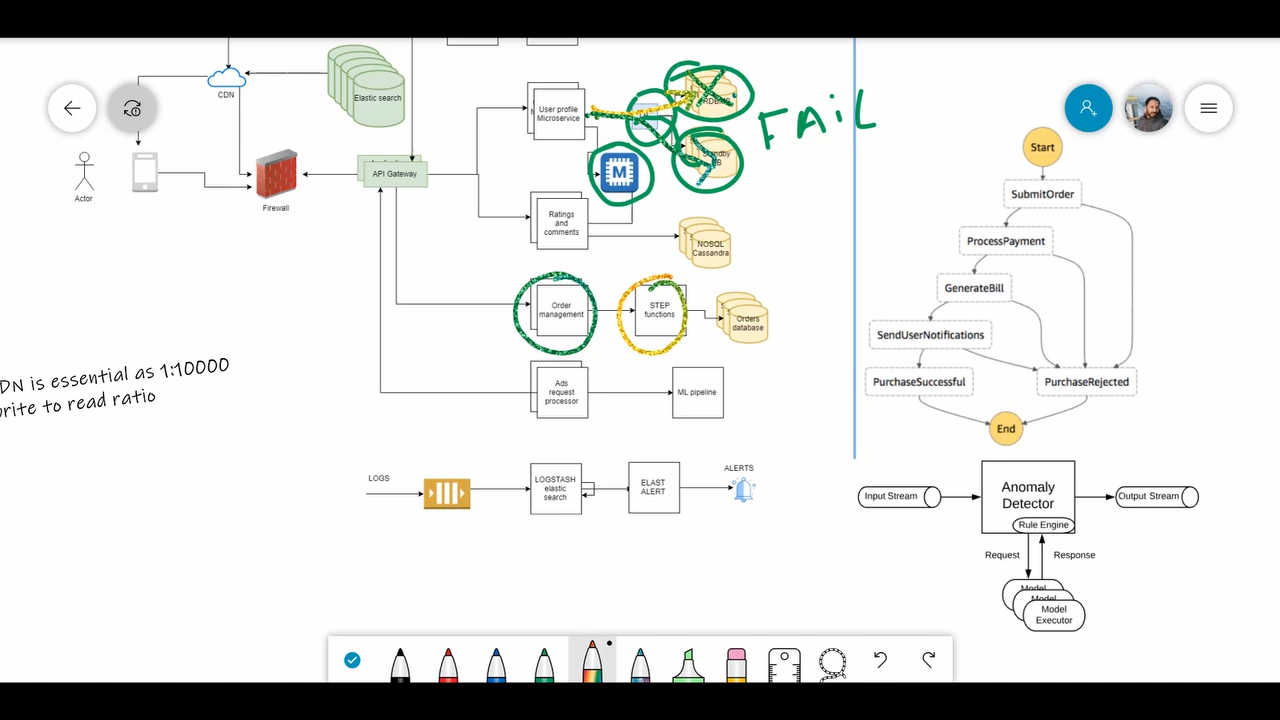 CDN
Elastic search
Actor
Firewall
API Gateway
User profile
Microservice
M
Standby
FAIL
Ratings
and
comments
NOSQL
Cassandra
Order
management
STEP
functions
Orders
database
Ads
request
processor
ML pipeline
DN is essential as 1:10000
write to read ratio
LOGS
LOGSTASH
elastic
search
ELAST
ALERT
ALERTS
Start
SubmitOrder
ProcessPayment
GenerateBill
SendUserNotifications
PurchaseSuccessful
PurchaseRejected
End
Input Stream
Anomaly
Detector
Rule Engine
Output Stream
Request
Response
Model
Model
Model
Executor